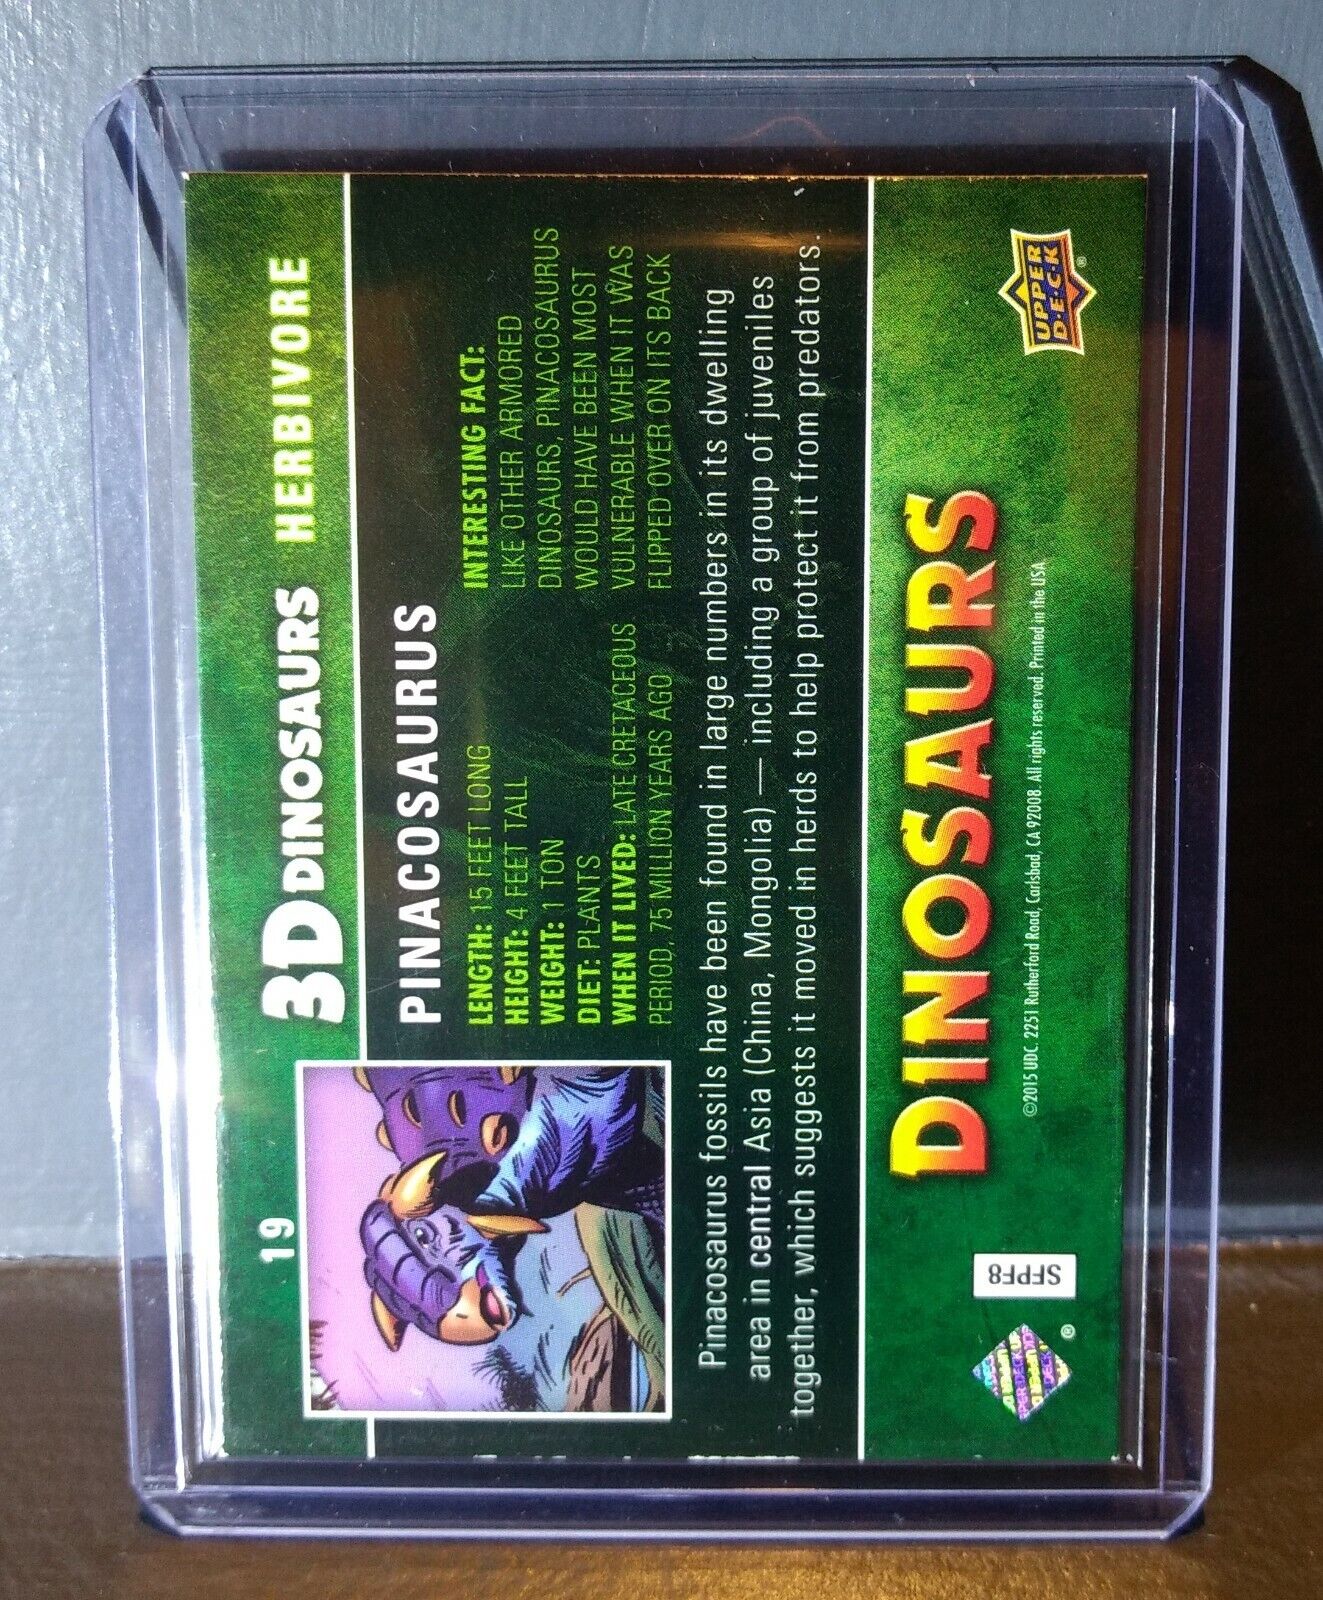 19
3D DINOSAURS HERBIVORE
PINACOSAURUS
LENGTH: 15 FEET LONG
HEIGHT: 4 FEET TALL
WEIGHT: 1 TON
DIET: PLANTS
WHEN IT LIVED: LATE CRETACEOUS
PERIOD, 75 MILLION YEARS AGO
INTERESTING FACT:
LIKE OTHER ARMORED
DINOSAURS, PINACOSAURUS
WOULD HAVE BEEN MOST
VULNERABLE WHEN IT WAS
FLIPPED OVER ON ITS BACK
Pinacosaurus fossils have been found in large numbers in its dwelling
area in central Asia (China, Mongolia) — including a group of juveniles
together, which suggests it moved in herds to help protect it from predators.
DINOSAURS
©2015 UDC. 2251 Rutherford Road, Carlsbad, CA 92008. All rights reserved. Printed in the USA
SFPF8
®
UPPER
D·E·C·K
®